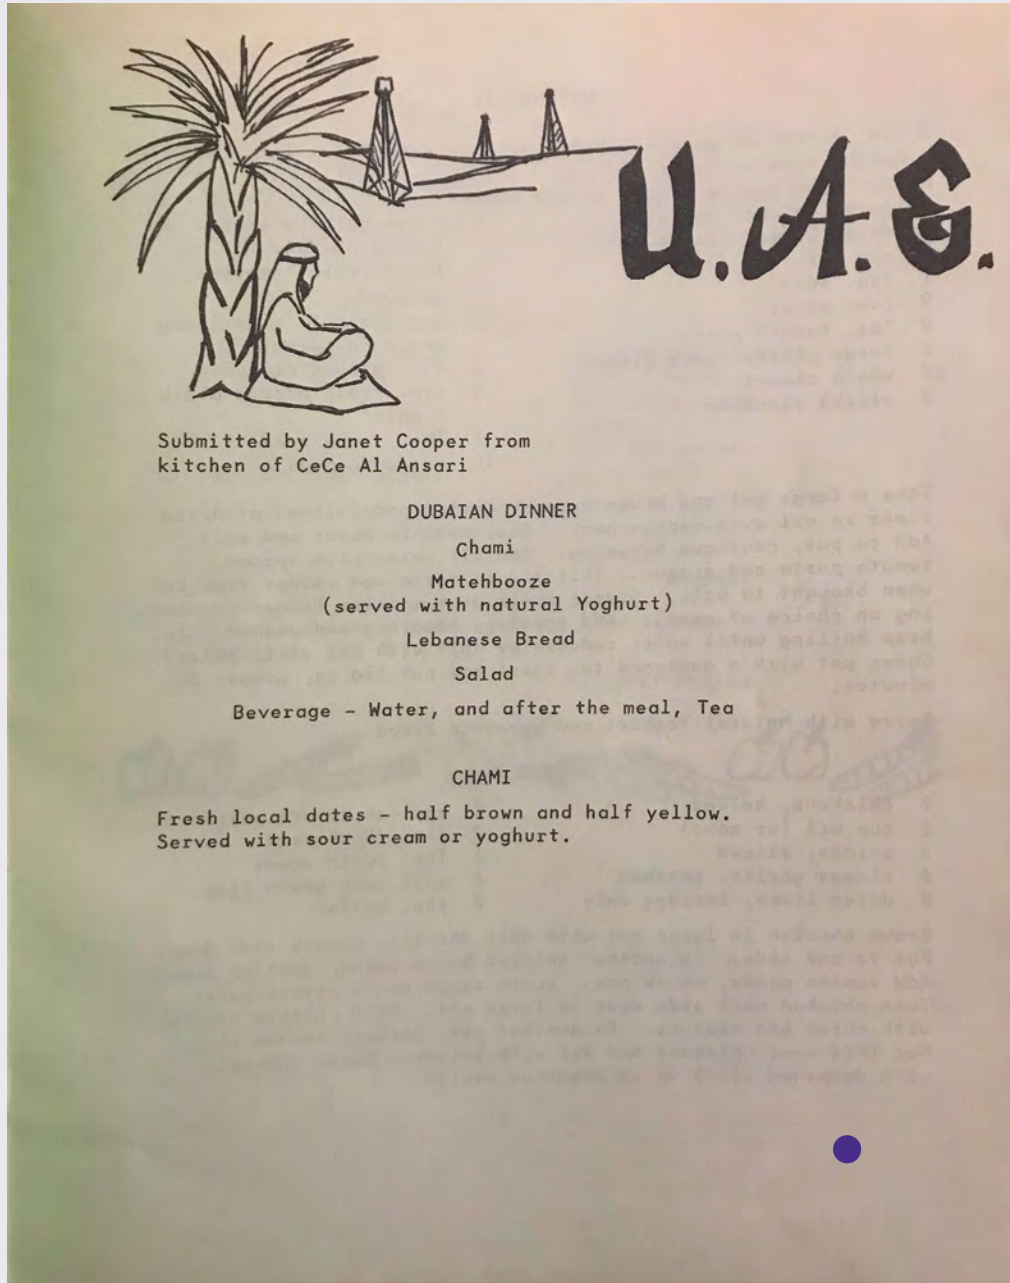 U.A.E.
Submitted by Janet Cooper from
kitchen of CeCe Al Ansari
DUBAIAN DINNER
Chami
Matehbooze
(served with natural Yoghurt)
Lebanese Bread
Salad
Beverage - Water, and after the meal, Tea
CHAMI
Fresh local dates - half brown and half yellow.
Served with sour cream or yoghurt.